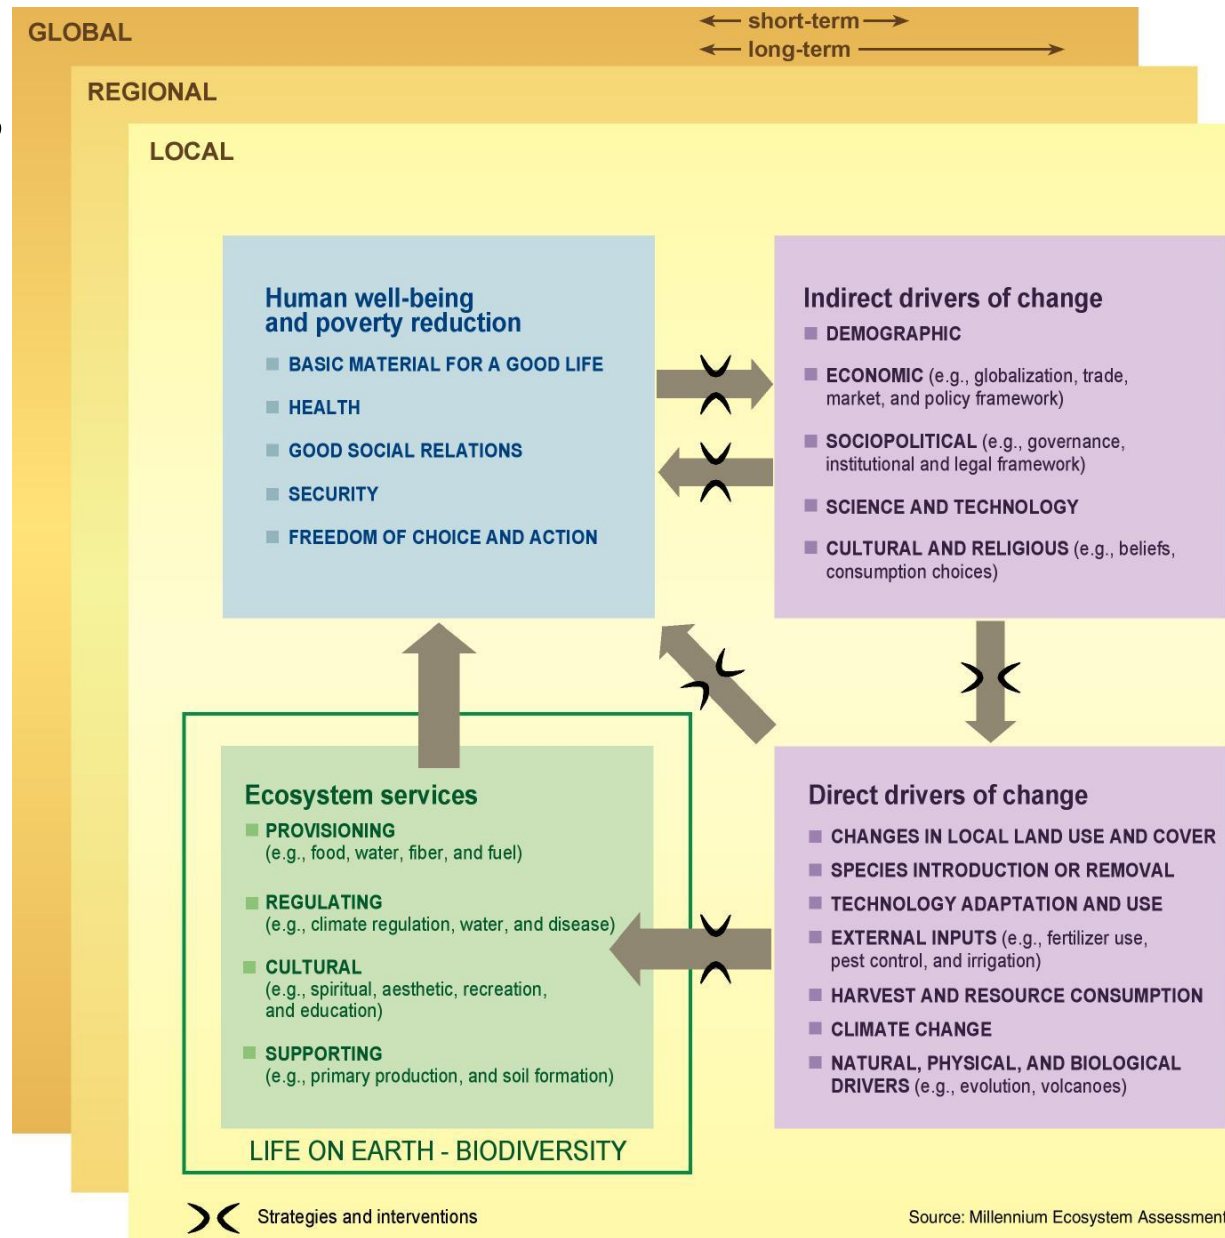 GLOBAL
short-term
long-term
REGIONAL
LOCAL
Human well-being
and poverty reduction
BASIC MATERIAL FOR A GOOD LIFE
HEALTH
GOOD SOCIAL RELATIONS
SECURITY
FREEDOM OF CHOICE AND ACTION
Indirect drivers of change
DEMOGRAPHIC
ECONOMIC (e.g., globalization, trade,
market, and policy framework)
SOCIOPOLITICAL (e.g., governance,
institutional and legal framework)
SCIENCE AND TECHNOLOGY
CULTURAL AND RELIGIOUS (e.g., beliefs,
consumption choices)
Ecosystem services
PROVISIONING
(e.g., food, water, fiber, and fuel)
REGULATING
(e.g., climate regulation, water, and disease)
CULTURAL
(e.g., spiritual, aesthetic, recreation,
and education)
SUPPORTING
(e.g., primary production, and soil formation)
LIFE ON EARTH - BIODIVERSITY
Direct drivers of change
CHANGES IN LOCAL LAND USE AND COVER
SPECIES INTRODUCTION OR REMOVAL
TECHNOLOGY ADAPTATION AND USE
EXTERNAL INPUTS (e.g., fertilizer use,
pest control, and irrigation)
HARVEST AND RESOURCE CONSUMPTION
CLIMATE CHANGE
NATURAL, PHYSICAL, AND BIOLOGICAL
DRIVERS (e.g., evolution, volcanoes)
Strategies and interventions
Source: Millennium Ecosystem Assessment